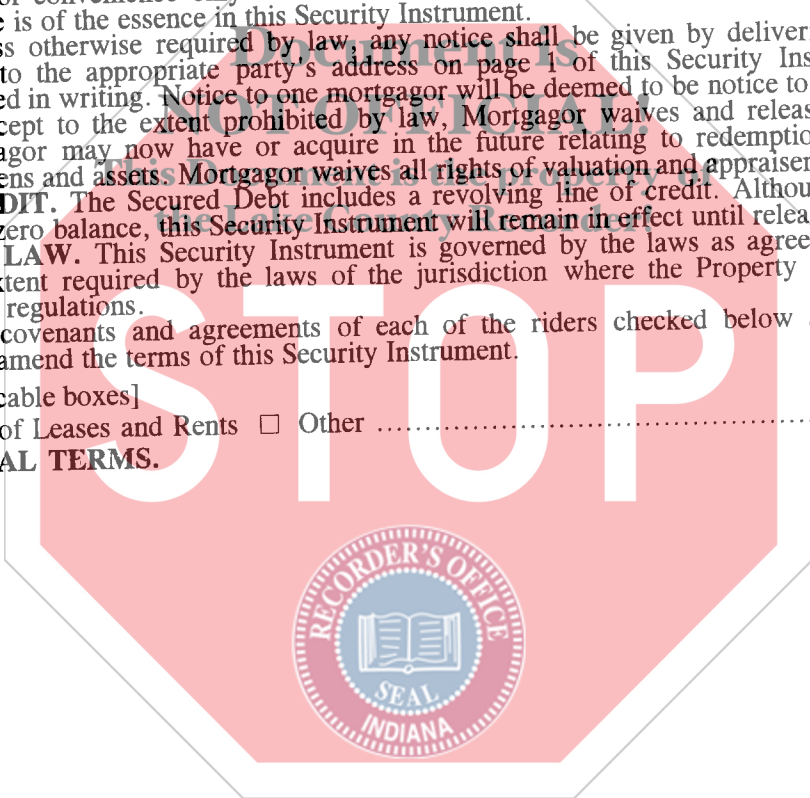 e is of the essence in this Security Instrument.
ss otherwise required by law, any notice shall be given by deliver
to the appropriate party's address on page 1 of this Security Ins
ed in writing. Notice to one mortgagor will be deemed to be notice to
cept to the extent prohibited by law, Mortgagor waives and releas
agor may now have or acquire in the future relating to redemptio
ens and assets. Mortgagor waives all rights of valuation and appraisem
DIT. The Secured Debt includes a revolving line of credit. Althou
zero balance, this Security Instrument will remain in effect until relea
LAW. This Security Instrument is governed by the laws as agree
tent required by the laws of the jurisdiction where the Property
regulations.
covenants and agreements of each of the riders checked below
amend the terms of this Security Instrument.
cable boxes]
of Leases and Rents ☐ Other ..........................................................
AL TERMS.
Document is
NOT OFFICIAL!
This Document is the property of
the Lake County Recorder!
STOP
RECORDER'S OFFICE
SEAL
INDIANA